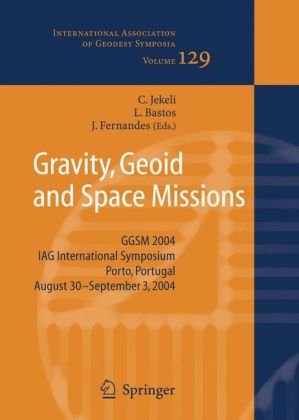 INTERNATIONAL ASSOCIATION
OF GEODESY SYMPOSIA
VOLUME 129
C. Jekeli
L. Bastos
J. Fernandes (Eds.)
Gravity, Geoid
and Space Missions
GGSM 2004
IAG International Symposium
Porto, Portugal
August 30–September 3, 2004
Springer